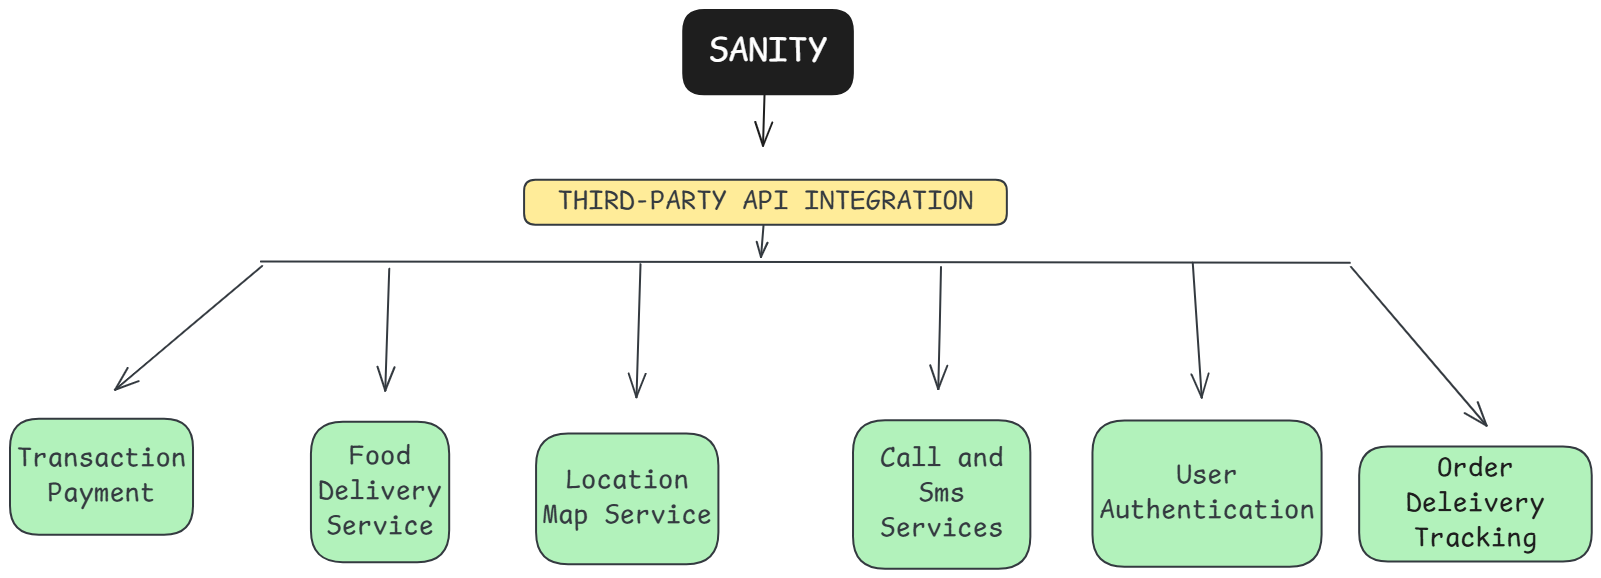 SANITY
THIRD-PARTY API INTEGRATION
Transaction
Payment
Food
Delivery
Service
Location
Map Service
Call and
Sms
Services
User
Authentication
Order
Deleivery
Tracking